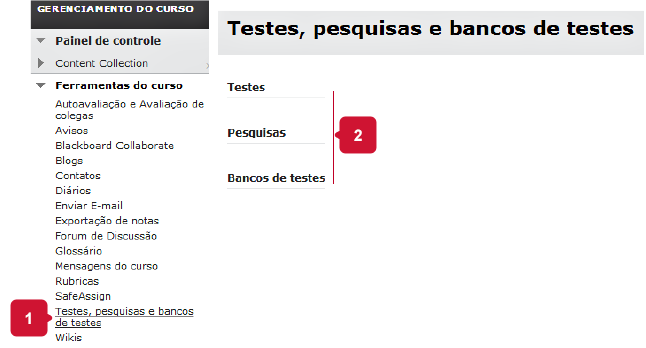 GERENCIAMENTO DO CURSO
Painel de controle
Content Collection
Ferramentas do curso
Autoavaliação e Avaliação de
colegas
Avisos
Blackboard Collaborate
Blogs
Contatos
Diários
Enviar E-mail
Exportação de notas
Forum de Discussão
Glossário
Mensagens do curso
Rubricas
SafeAssign
1
Testes, pesquisas e bancos
de testes
Wikis
Testes, pesquisas e bancos de testes
Testes
Pesquisas
2
Bancos de testes